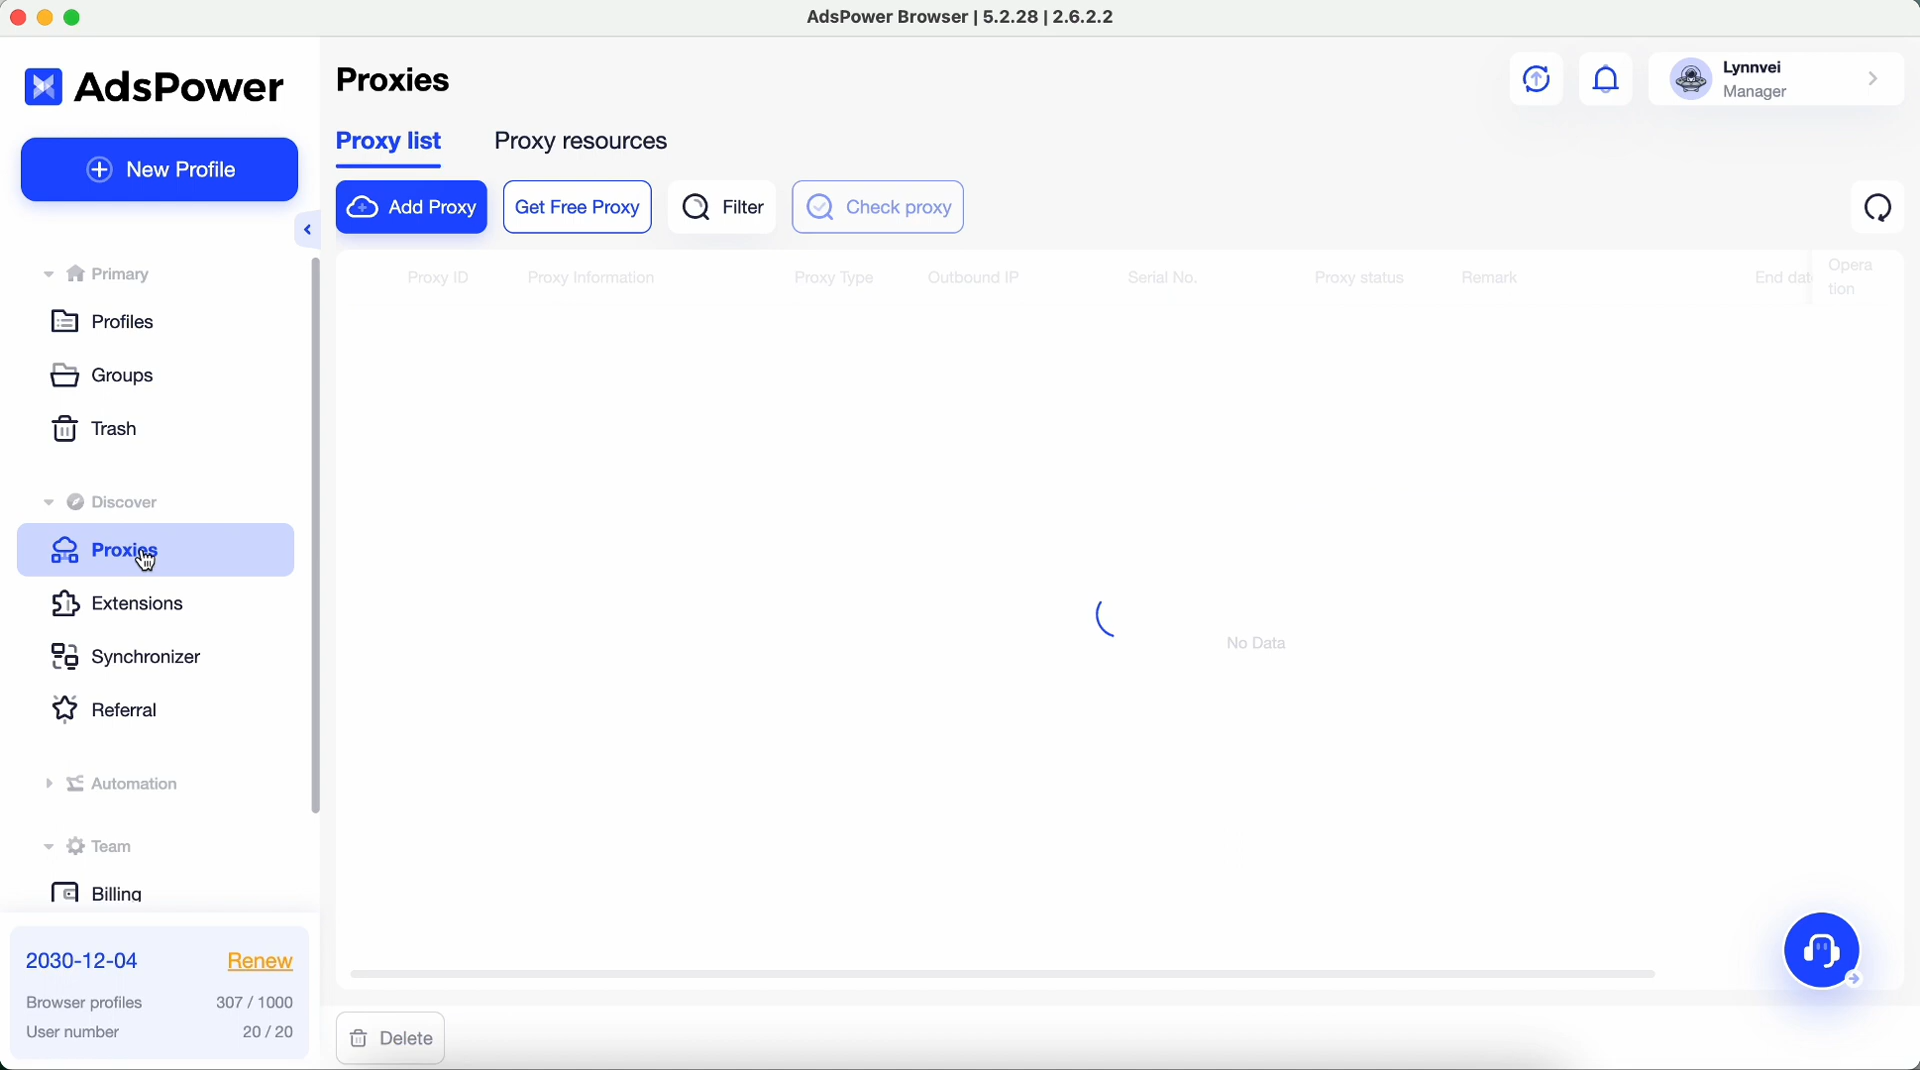 AdsPower Browser | 5.2.28 | 2.6.2.2
AdsPower
New Profile
Primary
Profiles
Groups
Trash
Discover
Proxies
Extensions
Synchronizer
Referral
Automation
Team
Billing
2030-12-04 Renew
Browser profiles 307 / 1000
User number 20 / 20
Proxies
Lynnvei
Manager
Proxy list Proxy resources
Add Proxy Get Free Proxy Filter Check proxy
Proxy ID Proxy Information Proxy Type Outbound IP Serial No. Proxy status Remark End dat Opera
tion
No Data
Delete